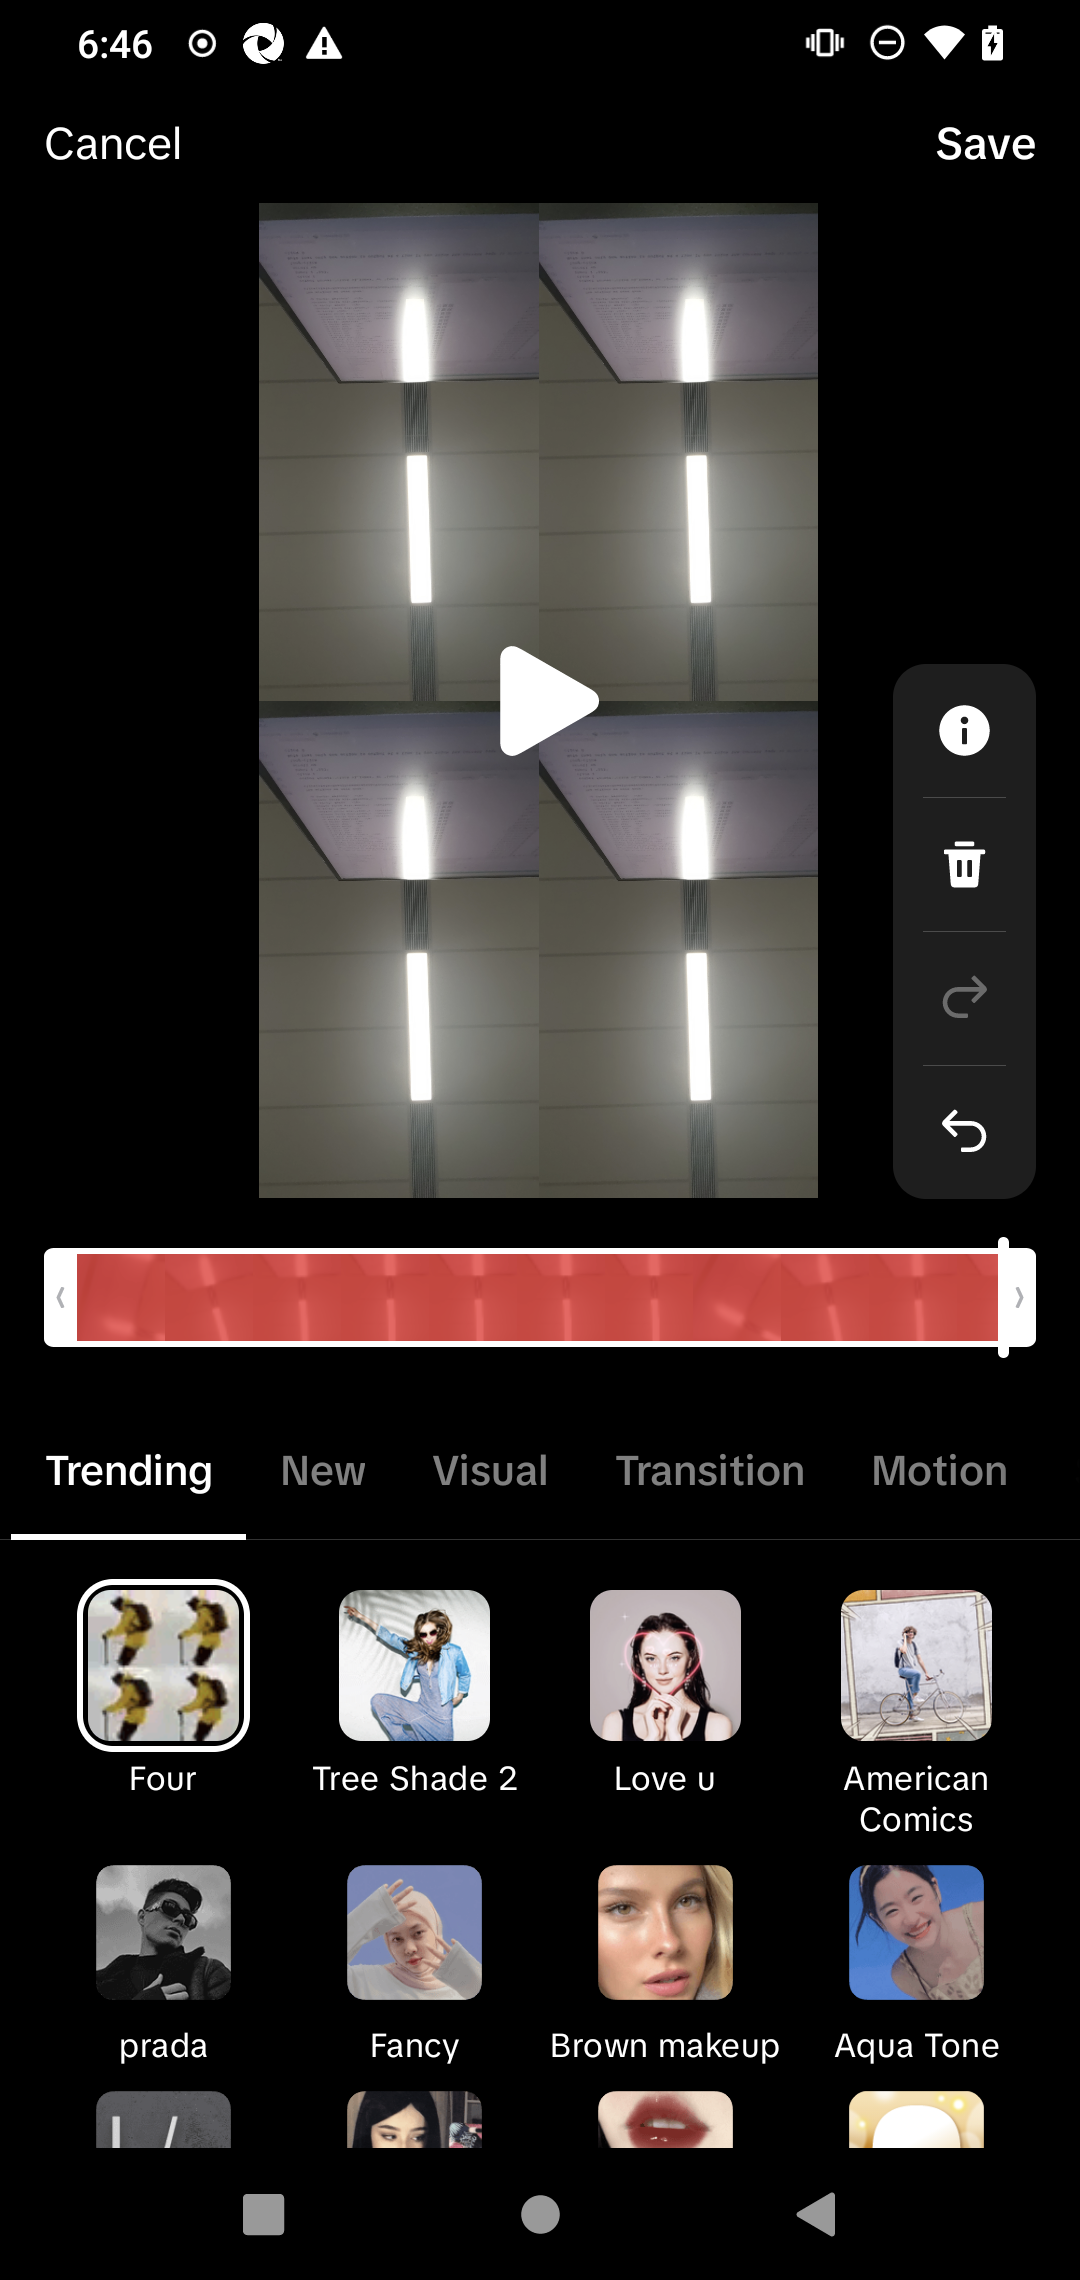 6:46
Cancel
Save
Trending
New
Visual
Transition
Motion
Four
Tree Shade 2
Love u
American
Comics
prada
Fancy
Brown makeup
Aqua Tone